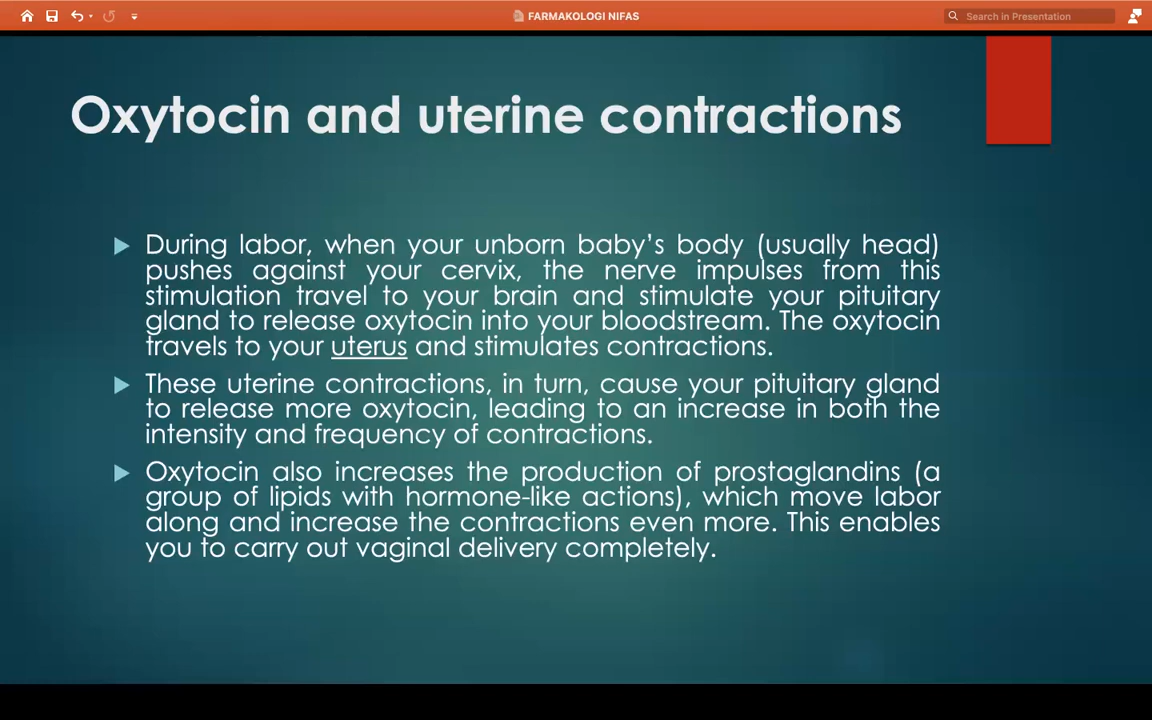 FARMAKOLOGI NIFAS
Search in Presentation
Oxytocin and uterine contractions
During labor, when your unborn baby’s body (usually head)
pushes against your cervix, the nerve impulses from this
stimulation travel to your brain and stimulate your pituitary
gland to release oxytocin into your bloodstream. The oxytocin
travels to your uterus and stimulates contractions.
These uterine contractions, in turn, cause your pituitary gland
to release more oxytocin, leading to an increase in both the
intensity and frequency of contractions.
Oxytocin also increases the production of prostaglandins (a
group of lipids with hormone-like actions), which move labor
along and increase the contractions even more. This enables
you to carry out vaginal delivery completely.